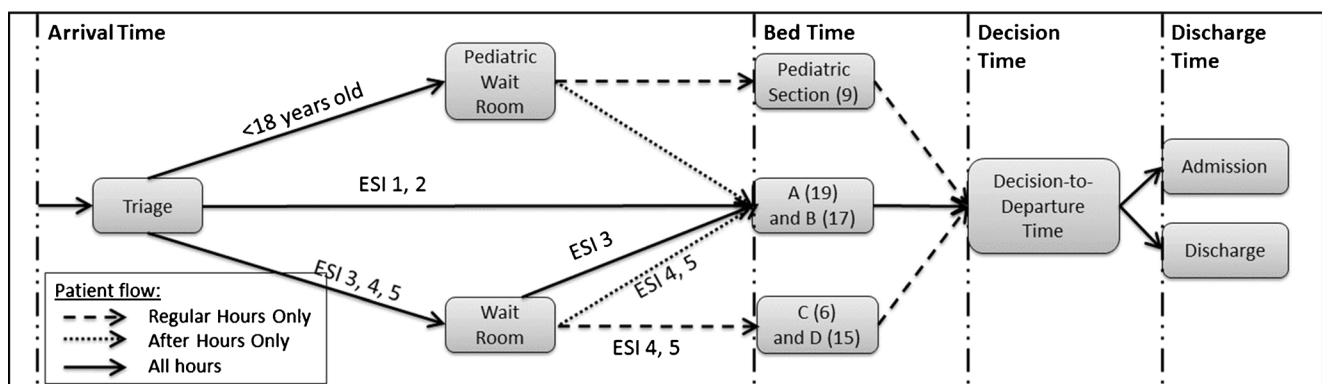 Arrival Time
Bed Time
Decision
Time
Discharge
Time
Pediatric
Wait
Room
Pediatric
Section (9)
<18 years old
ESI 1, 2
Triage
A (19)
and B (17)
Decision-to-
Departure
Time
Admission
Discharge
ESI 3
ESI 3, 4, 5
ESI 4, 5
Wait
Room
C (6)
and D (15)
ESI 4, 5
Patient flow:
Regular Hours Only
After Hours Only
All hours